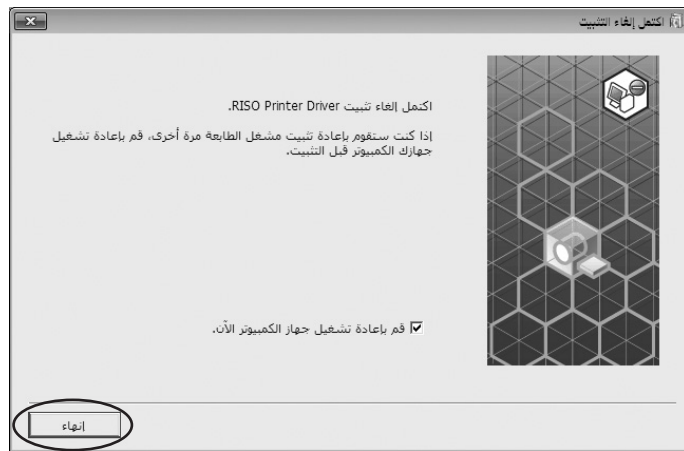 اكتمل إلغاء التثبيت
اكتمل إلغاء تثبيت RISO Printer Driver.
إذا كنت ستقوم بإعادة تثبيت مشغل الطابعة مرة أخرى، قم بإعادة تشغيل
جهازك الكمبيوتر قبل التثبيت.
قم بإعادة تشغيل جهاز الكمبيوتر الآن.
إنهاء